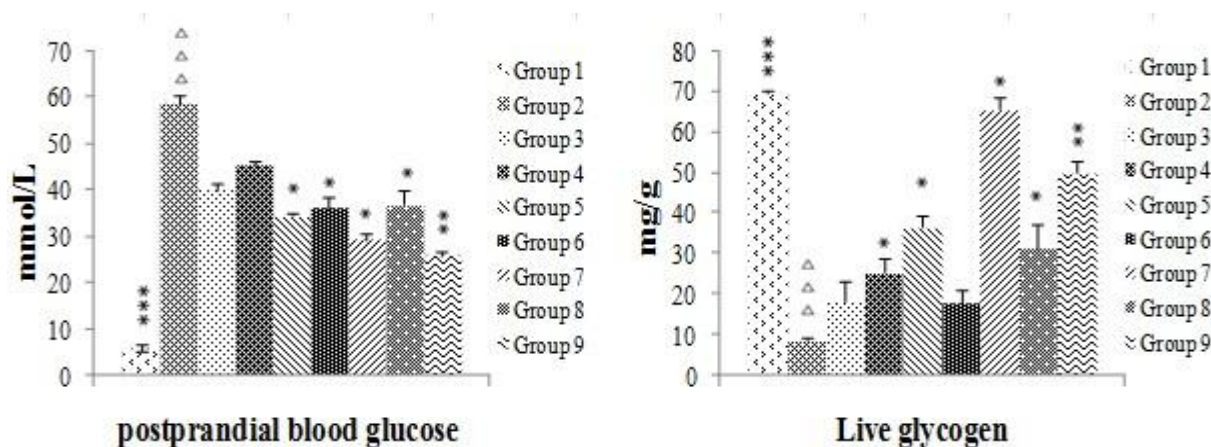 70
60
50
40
30
20
10
0
mmol/L
△△△
***
*
*
*
*
**
Group 1
Group 2
Group 3
Group 4
Group 5
Group 6
Group 7
Group 8
Group 9
postprandial blood glucose
80
70
60
50
40
30
20
10
0
mg/g
***
△△△
*
*
*
*
**
Group 1
Group 2
Group 3
Group 4
Group 5
Group 6
Group 7
Group 8
Group 9
Live glycogen